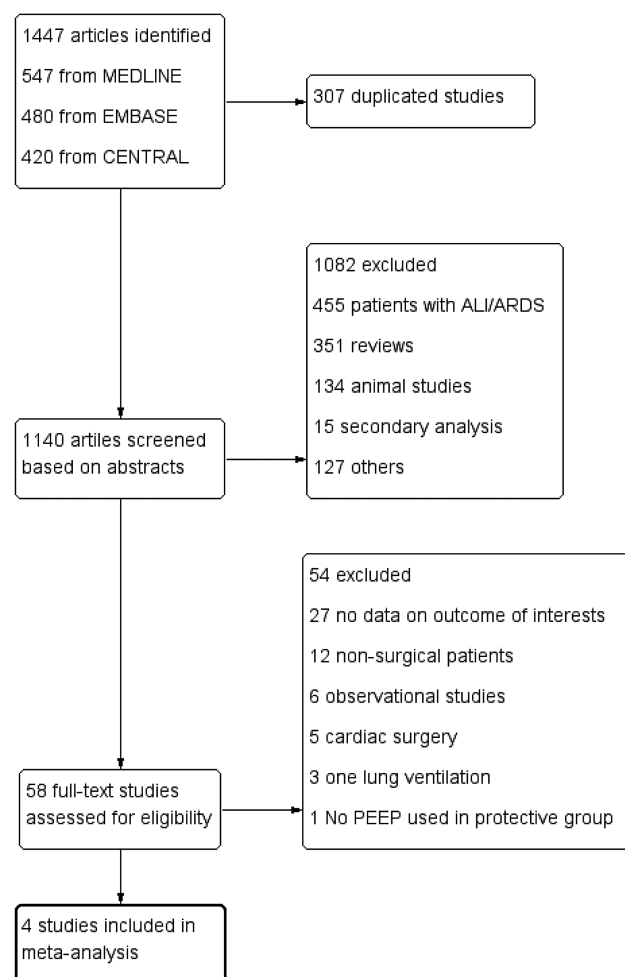 1447 articles identified
547 from MEDLINE
480 from EMBASE
420 from CENTRAL
307 duplicated studies
1082 excluded
455 patients with ALI/ARDS
351 reviews
134 animal studies
15 secondary analysis
127 others
1140 artiles screened
based on abstracts
54 excluded
27 no data on outcome of interests
12 non-surgical patients
6 observational studies
5 cardiac surgery
3 one lung ventilation
1 No PEEP used in protective group
58 full-text studies
assessed for eligibility
4 studies included in
meta-analysis